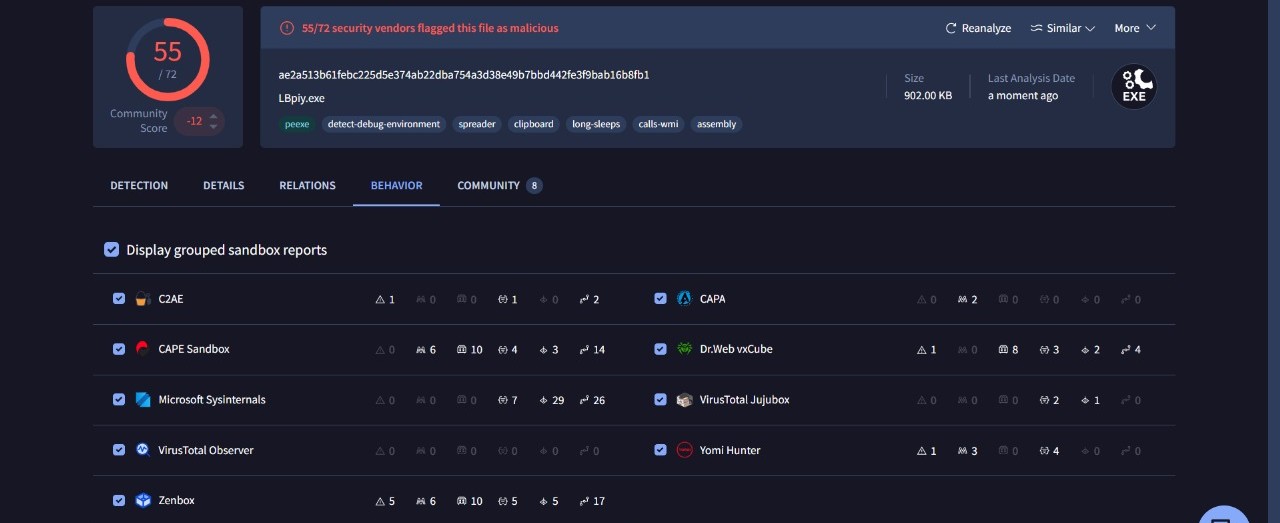 55
/ 72
Community
Score
-12
55/72 security vendors flagged this file as malicious
Reanalyze
Similar
More
ae2a513b61febc225d5e374ab22dba754a3d38e49b7bbd442fe3f9bab16b8fb1
LBpiy.exe
Size
902.00 KB
Last Analysis Date
a moment ago
EXE
peexe detect-debug-environment spreader clipboard long-sleeps calls-wmi assembly
DETECTION DETAILS RELATIONS BEHAVIOR COMMUNITY 8
Display grouped sandbox reports
C2AE 1 0 0 1 0 2
CAPA 0 2 0 0 0 0
CAPE Sandbox 0 6 10 4 3 14
Dr.Web vxCube 1 0 8 3 2 4
Microsoft Sysinternals 0 0 0 7 29 26
VirusTotal Jujubox 0 0 0 2 1 0
VirusTotal Observer 0 0 0 0 0 0
Yomi Hunter 1 3 0 4 0 0
Zenbox 5 6 10 5 5 17